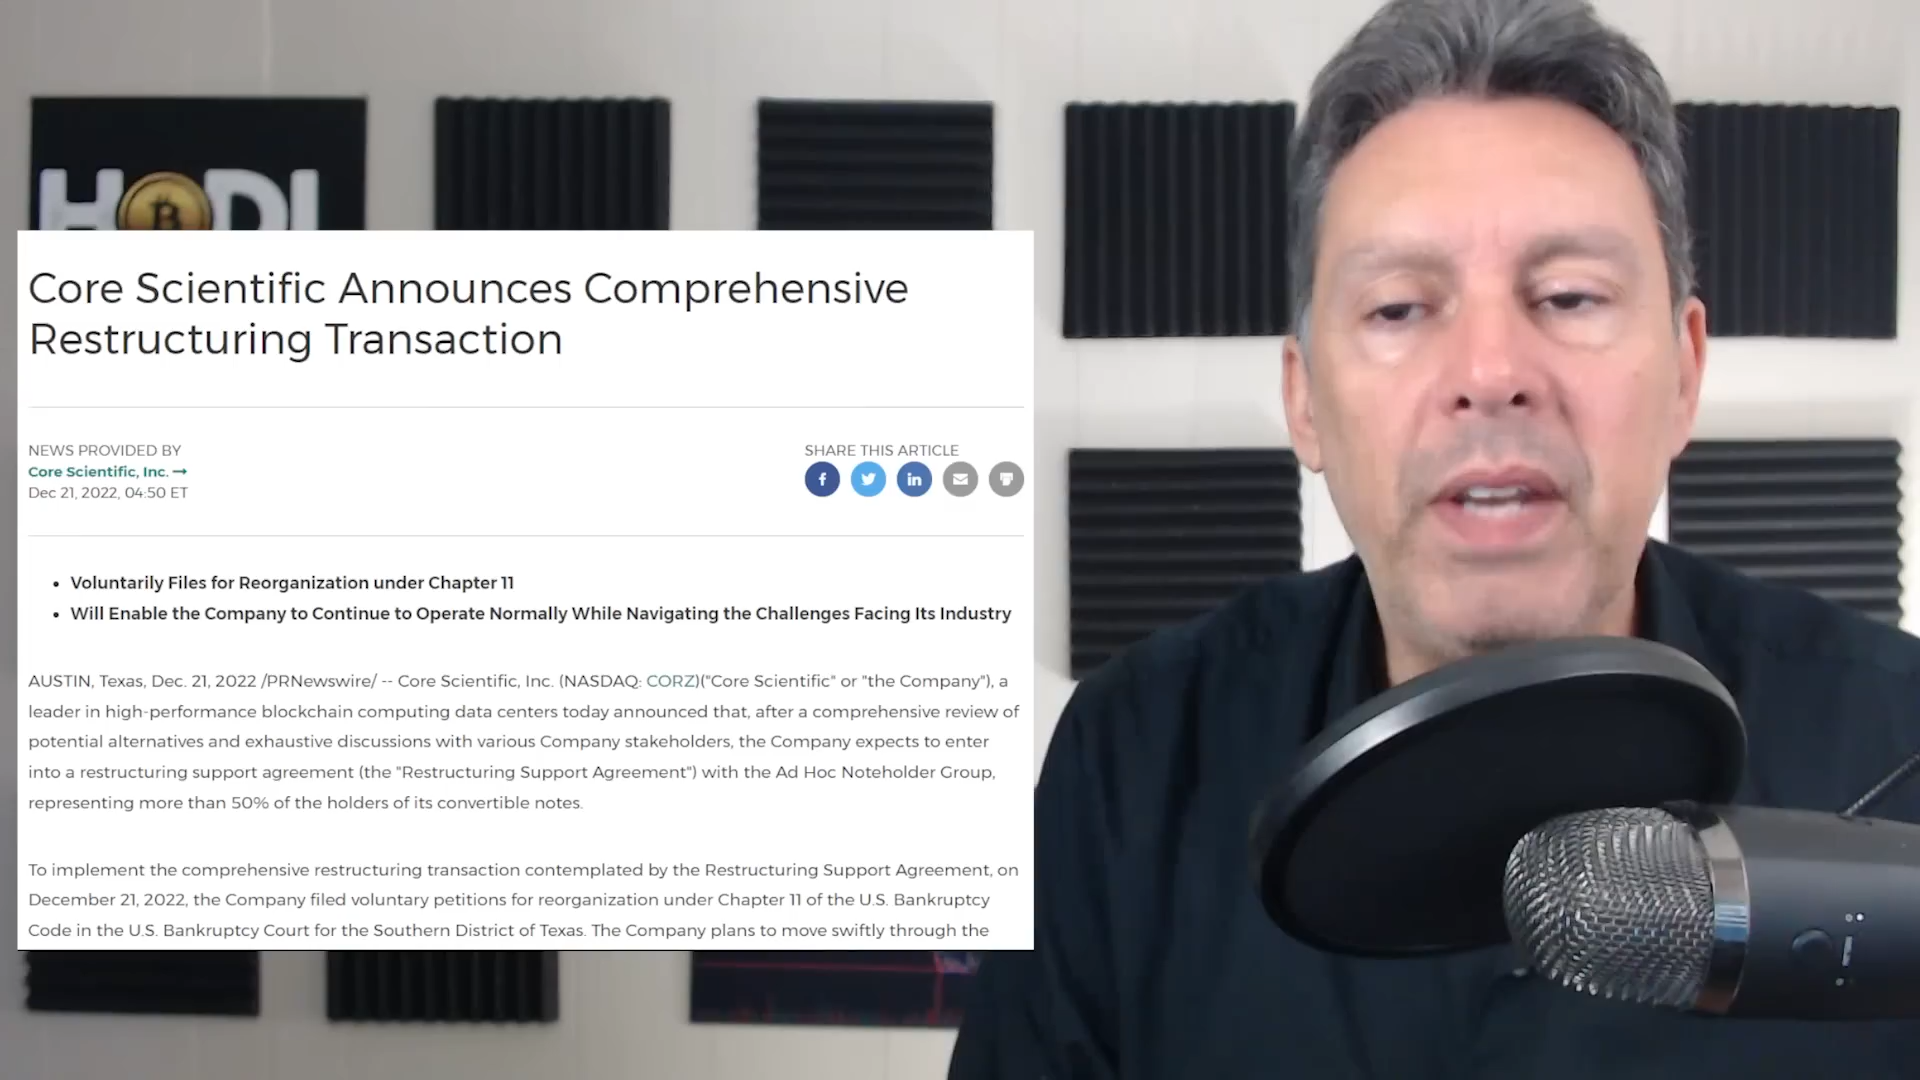 HODL
Core Scientific Announces Comprehensive
Restructuring Transaction
NEWS PROVIDED BY
Core Scientific, Inc. →
Dec 21, 2022, 04:50 ET
SHARE THIS ARTICLE
• Voluntarily Files for Reorganization under Chapter 11
• Will Enable the Company to Continue to Operate Normally While Navigating the Challenges Facing Its Industry
AUSTIN, Texas, Dec. 21, 2022 /PRNewswire/ -- Core Scientific, Inc. (NASDAQ: CORZ)("Core Scientific" or "the Company"), a
leader in high-performance blockchain computing data centers today announced that, after a comprehensive review of
potential alternatives and exhaustive discussions with various Company stakeholders, the Company expects to enter
into a restructuring support agreement (the "Restructuring Support Agreement") with the Ad Hoc Noteholder Group,
representing more than 50% of the holders of its convertible notes.
To implement the comprehensive restructuring transaction contemplated by the Restructuring Support Agreement, on
December 21, 2022, the Company filed voluntary petitions for reorganization under Chapter 11 of the U.S. Bankruptcy
Code in the U.S. Bankruptcy Court for the Southern District of Texas. The Company plans to move swiftly through the